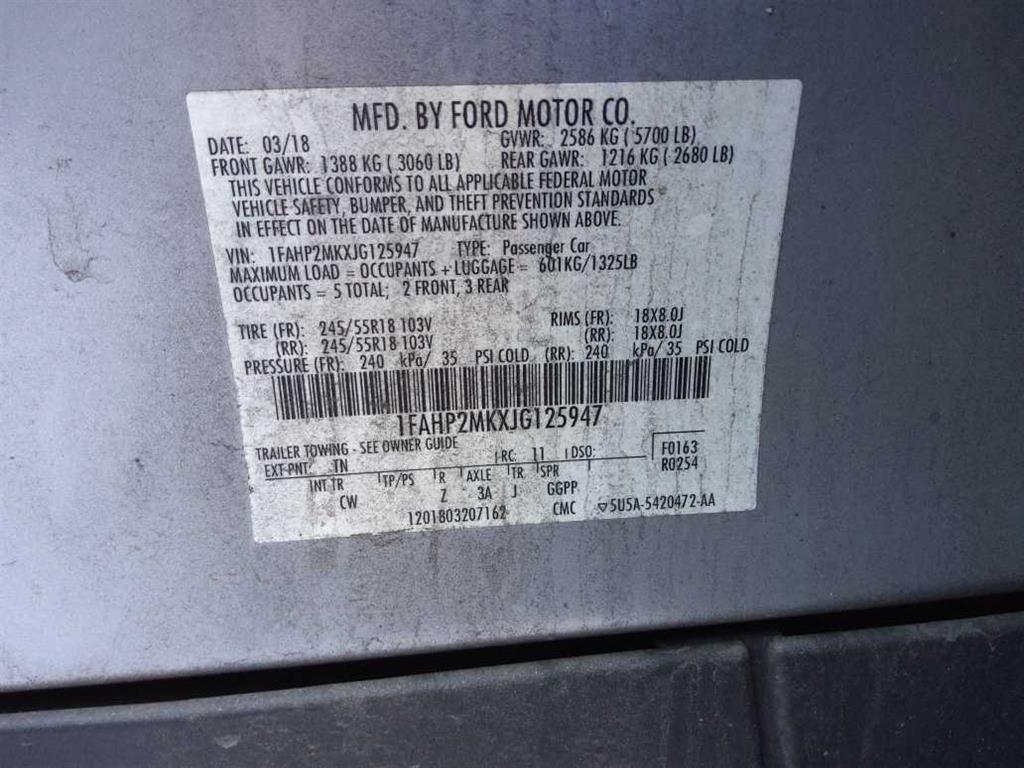 MFD. BY FORD MOTOR CO.
DATE: 03/18 GVWR: 2586 KG ( 5700 LB)
FRONT GAWR: 1388 KG ( 3060 LB) REAR GAWR: 1216 KG ( 2680 LB)
THIS VEHICLE CONFORMS TO ALL APPLICABLE FEDERAL MOTOR
VEHICLE SAFETY, BUMPER, AND THEFT PREVENTION STANDARDS
IN EFFECT ON THE DATE OF MANUFACTURE SHOWN ABOVE.
VIN: 1FAHP2MKXJG125947 TYPE: Passenger Car
MAXIMUM LOAD = OCCUPANTS + LUGGAGE = 601KG/1325LB
OCCUPANTS = 5 TOTAL; 2 FRONT, 3 REAR
TIRE (FR): 245/55R18 103V RIMS (FR): 18X8.0J
(RR): 245/55R18 103V (RR): 18X8.0J
PRESSURE (FR): 240 kPa/ 35 PSI COLD (RR): 240 kPa/ 35 PSI COLD
1FAHP2MKXJG125947
TRAILER TOWING - SEE OWNER GUIDE
EXT PNT: TN RC: 11 DSO: F0163
R0254
INT TR TP/PS R AXLE TR SPR
CW Z 3A J GGPP
1201803207162 CMC ▽5U5A-5420472-AA